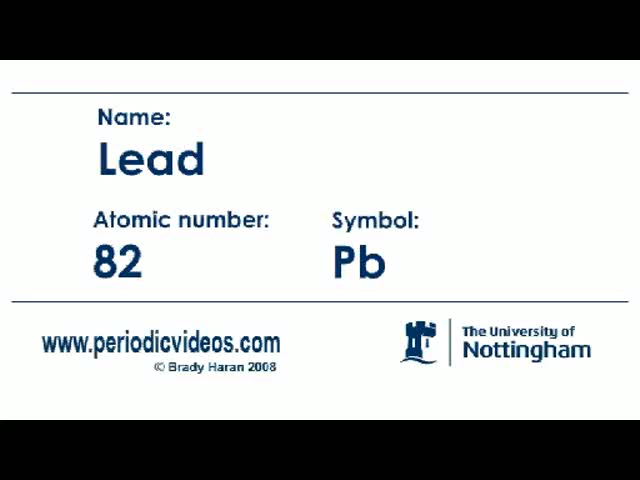 Name:
Lead
Atomic number:
82
Symbol:
Pb
www.periodicvideos.com
© Brady Haran 2008
The University of
Nottingham